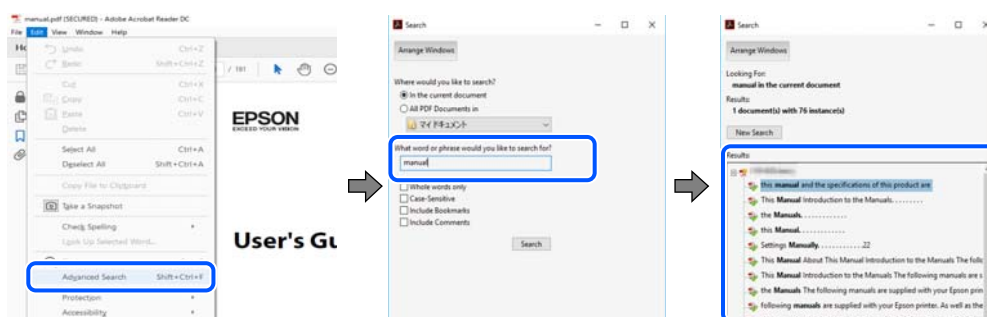 manual.pdf (SECURED) - Adobe Acrobat Reader DC
File Edit View Window Help
Undo Ctrl+Z
Shift+Ctrl+Z
Cut Ctrl+X
Copy Ctrl+C
Paste Ctrl+V
Delete
Select All Ctrl+A
Deselect All Shift+Ctrl+A
Copy File to Clipboard
Take a Snapshot
Check Spelling
Look Up Selected Word...
Advanced Search Shift+Ctrl+F
Protection
Accessibility
/ 181
EPSON
EXCEED YOUR VISION
User's Gu
Search
Arrange Windows
Where would you like to search?
In the current document
All PDF Documents in
マイ ドキュメント
What word or phrase would you like to search for?
manual
Whole words only
Case-Sensitive
Include Bookmarks
Include Comments
Search
Search
Arrange Windows
Looking For:
manual in the current document
Results:
1 document(s) with 76 instance(s)
New Search
Results:
this manual and the specifications of this product are
This Manual Introduction to the Manuals. . . . . . . . .
the Manuals. . . . . . . . . . . . .
this Manual. . . . . . . . . . . . .
Settings Manually. . . . . . . . . . . . .22
This Manual About This Manual Introduction to the Manuals The follo
This Manual Introduction to the Manuals The following manuals are s
the Manuals The following manuals are supplied with your Epson prin
following manuals are supplied with your Epson printer. As well as the